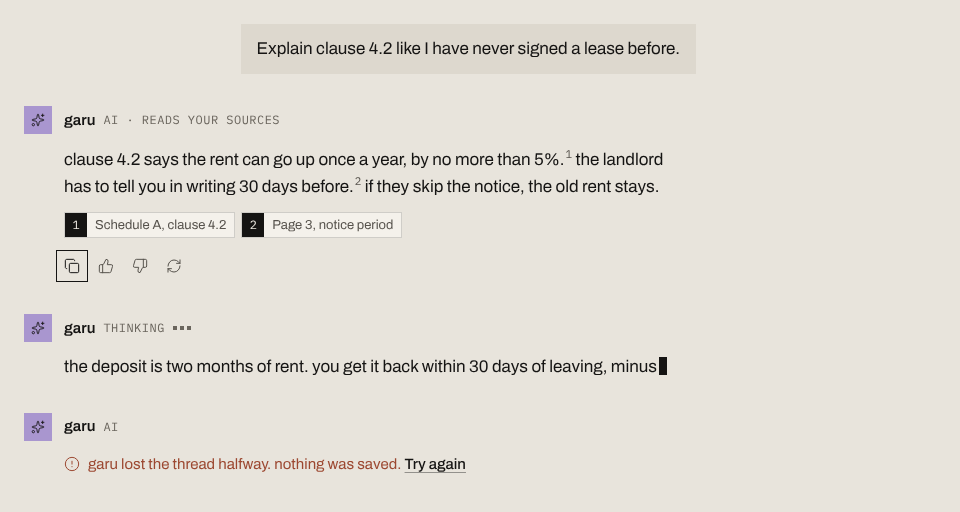 Explain clause 4.2 like I have never signed a lease before.
garu AI · READS YOUR SOURCES
clause 4.2 says the rent can go up once a year, by no more than 5%.1 the landlord
has to tell you in writing 30 days before.2 if they skip the notice, the old rent stays.
1 Schedule A, clause 4.2 2 Page 3, notice period
garu THINKING
the deposit is two months of rent. you get it back within 30 days of leaving, minus
garu AI
garu lost the thread halfway. nothing was saved. Try again